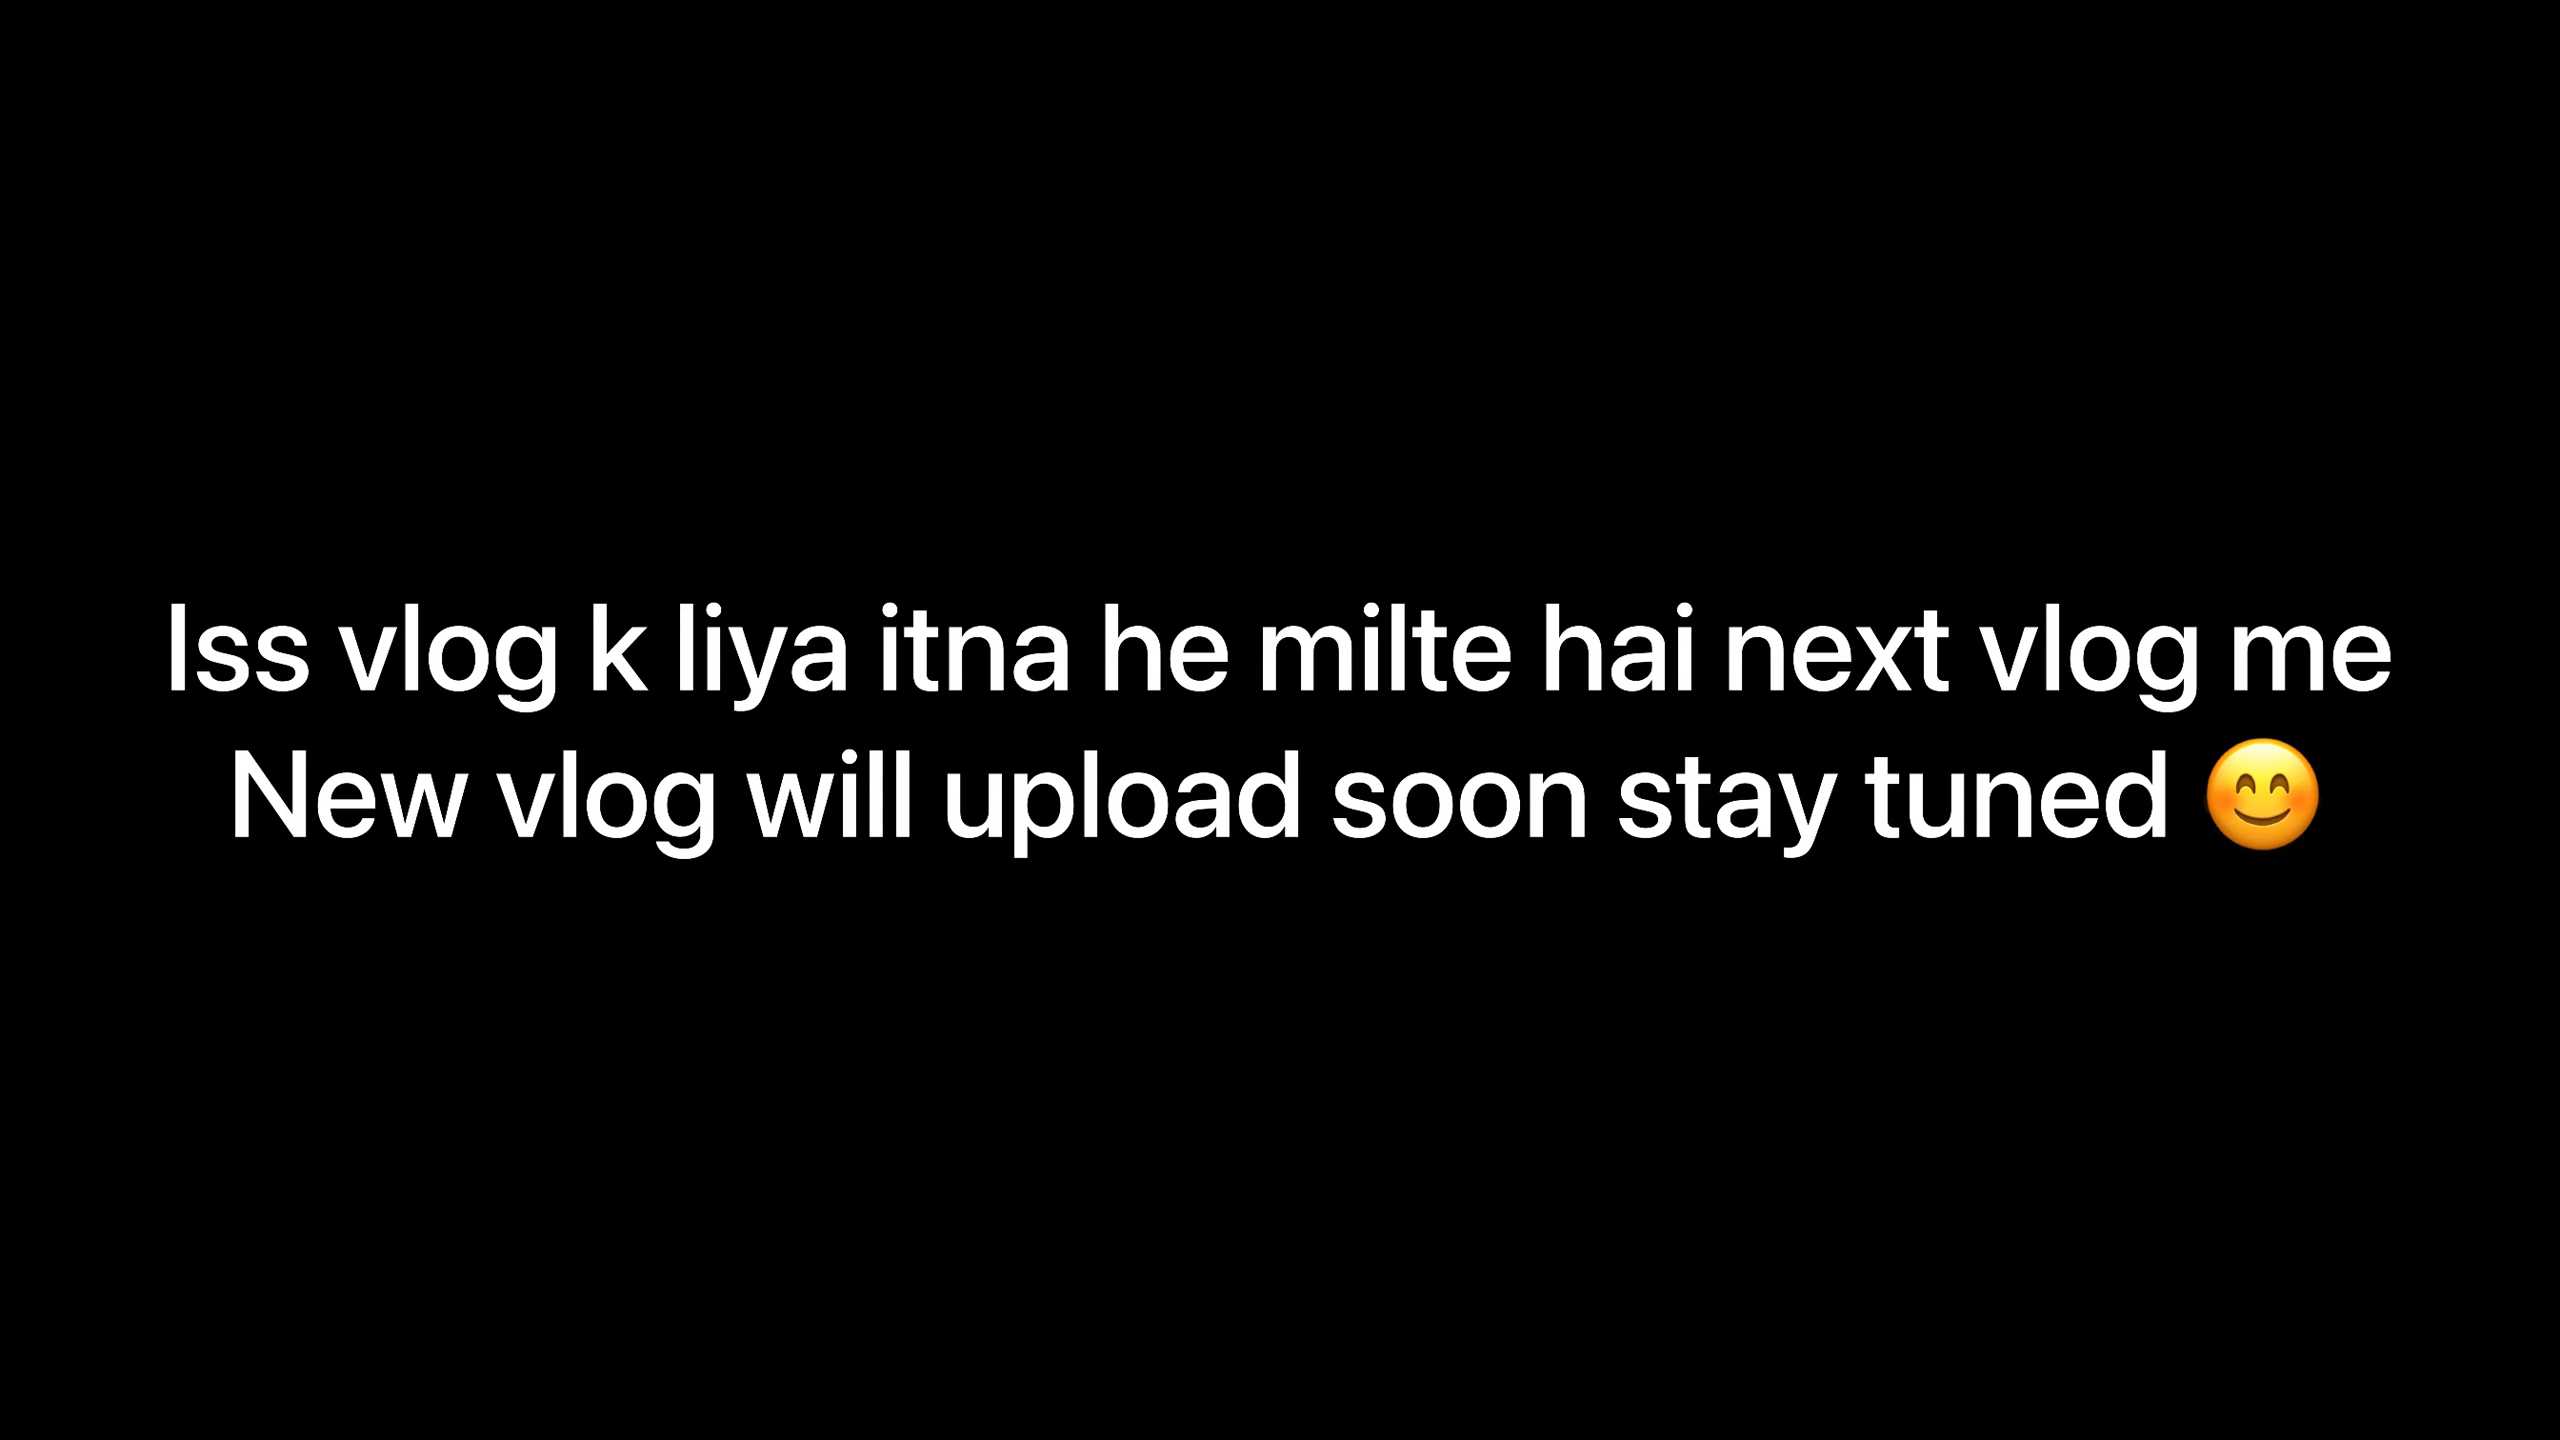 Iss vlog k liya itna he milte hai next vlog me
New vlog will upload soon stay tuned 😊